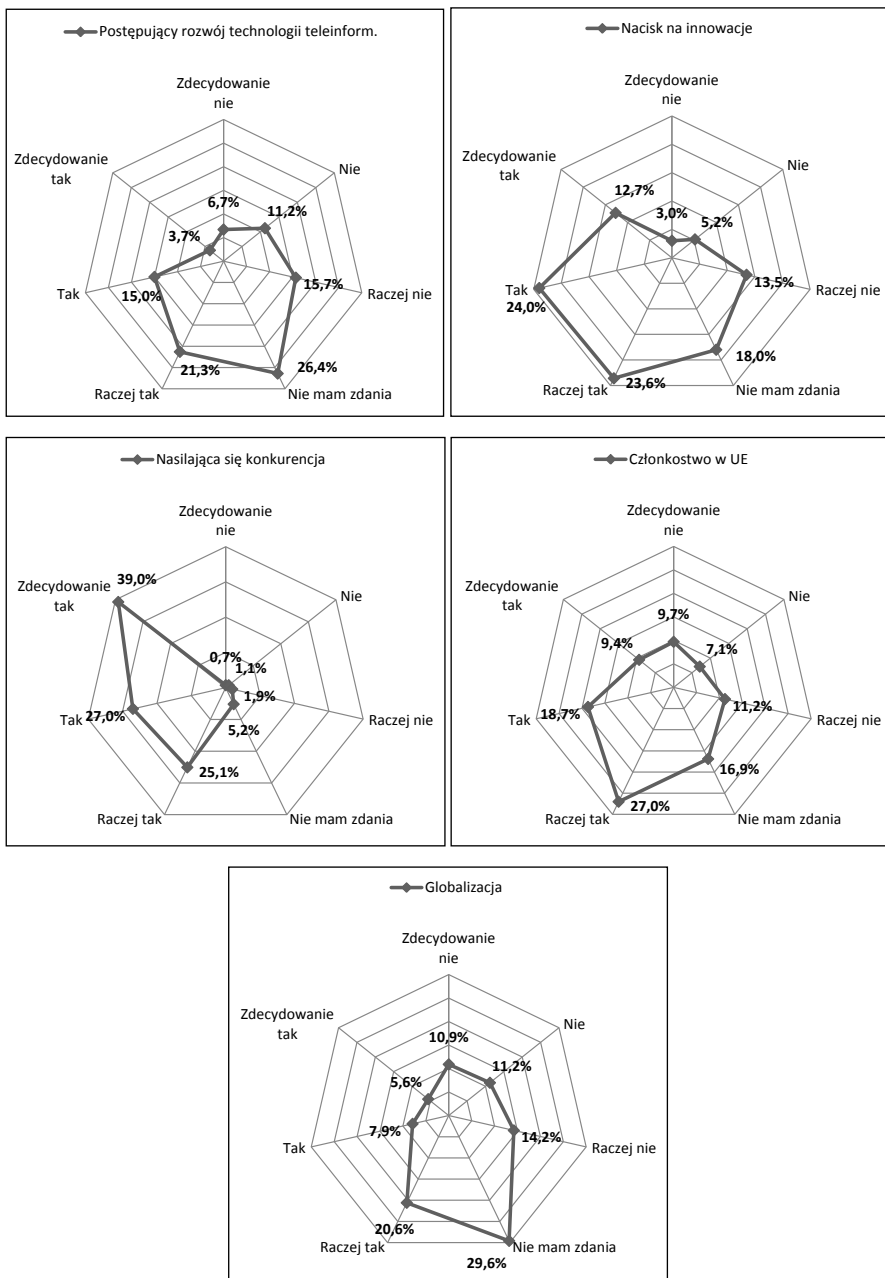 Postępujący rozwój technologii teleinform.
Zdecydowanie
nie
Nie
Raczej nie
Nie mam zdania
Raczej tak
Tak
Zdecydowanie
tak
6,7%
11,2%
15,7%
26,4%
21,3%
15,0%
3,7%
Nacisk na innowacje
Zdecydowanie
nie
Nie
Raczej nie
Nie mam zdania
Raczej tak
Tak
Zdecydowanie
tak
3,0%
5,2%
13,5%
18,0%
23,6%
24,0%
12,7%
Nasilająca się konkurencja
Zdecydowanie
nie
Nie
Raczej nie
Nie mam zdania
Raczej tak
Tak
Zdecydowanie
tak
0,7%
1,1%
1,9%
5,2%
25,1%
27,0%
39,0%
Członkostwo w UE
Zdecydowanie
nie
Nie
Raczej nie
Nie mam zdania
Raczej tak
Tak
Zdecydowanie
tak
9,7%
7,1%
11,2%
16,9%
27,0%
18,7%
9,4%
Globalizacja
Zdecydowanie
nie
Nie
Raczej nie
Nie mam zdania
Raczej tak
Tak
Zdecydowanie
tak
10,9%
11,2%
14,2%
29,6%
20,6%
7,9%
5,6%